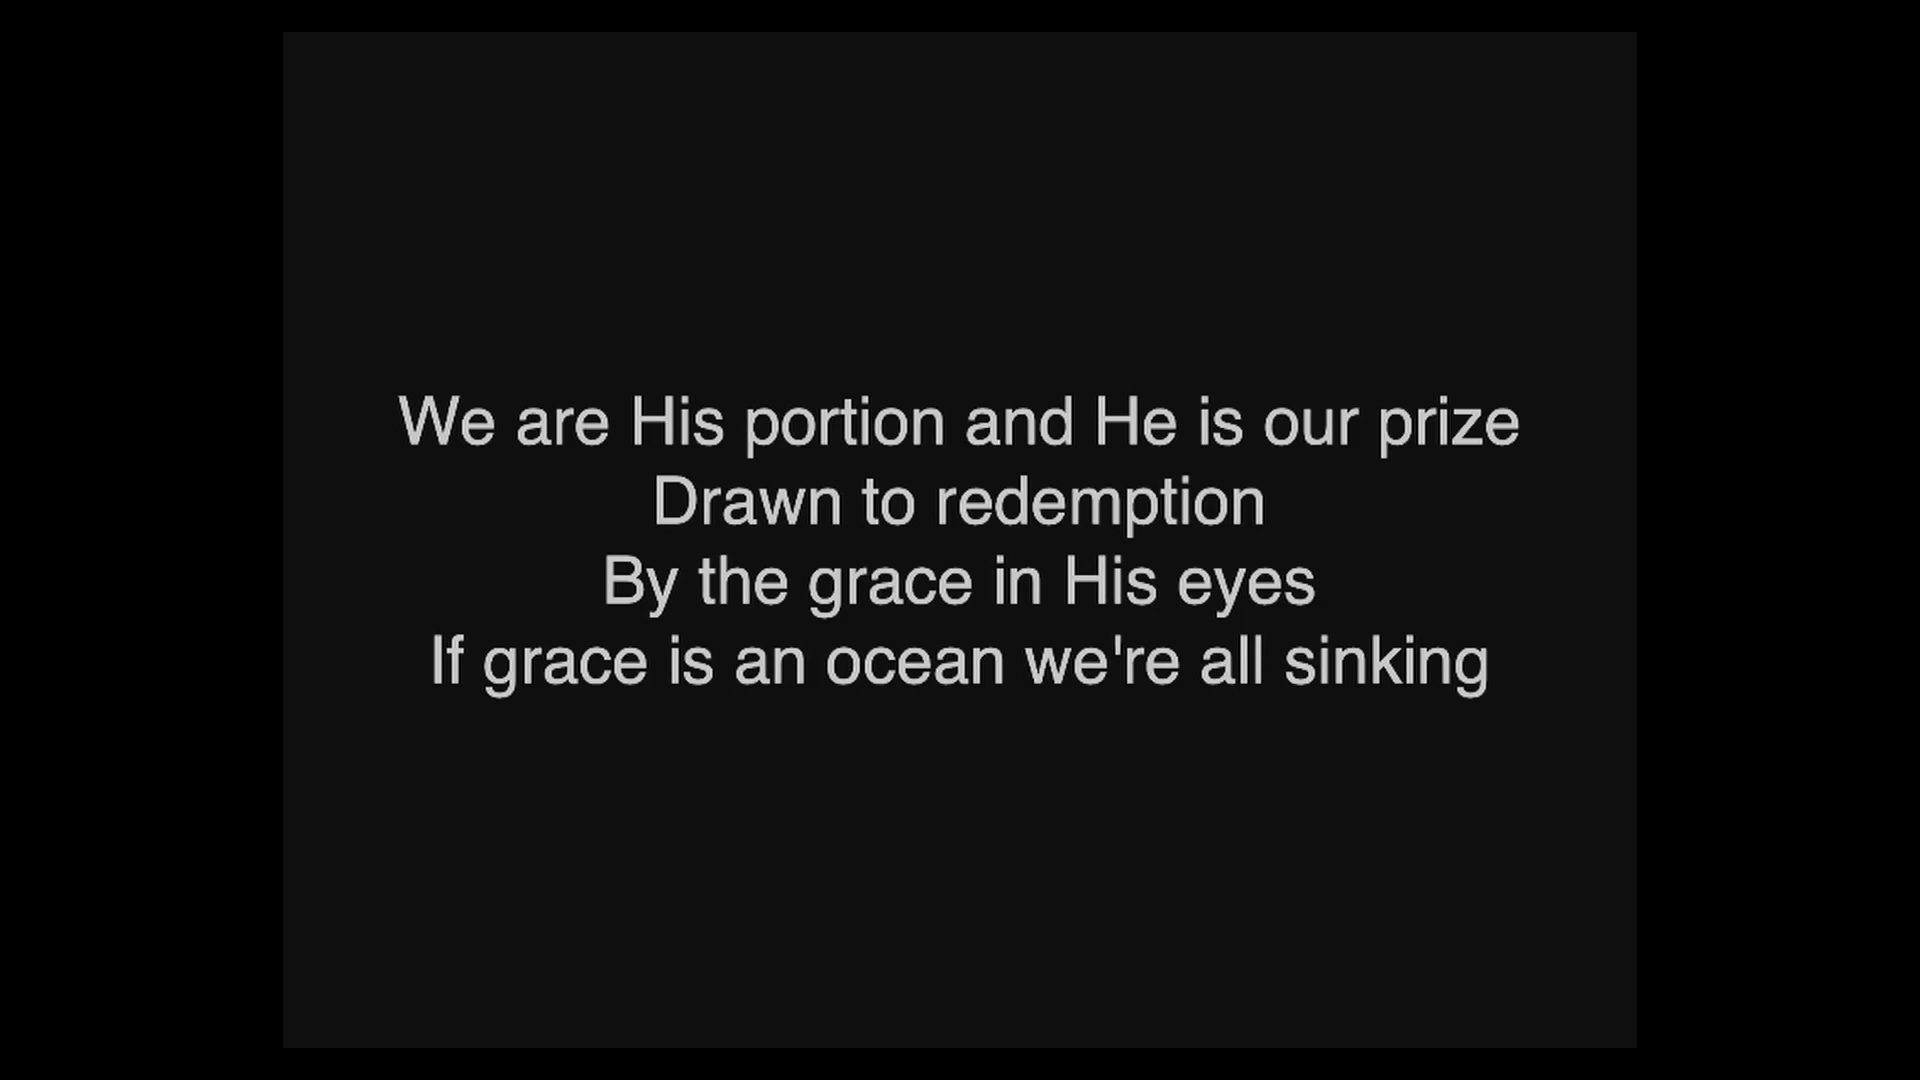 We are His portion and He is our prize
Drawn to redemption
By the grace in His eyes
If grace is an ocean we're all sinking